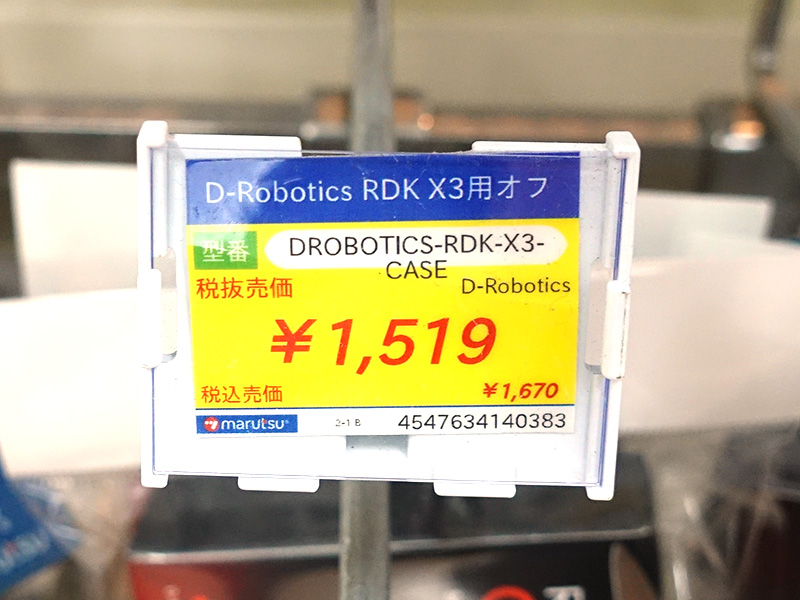 D-Robotics RDK X3用オフ
型番 DROBOTICS-RDK-X3-
CASE
税抜売価 D-Robotics
¥1,519
税込売価 ¥1,670
marutsu 2-1 B 4547634140383